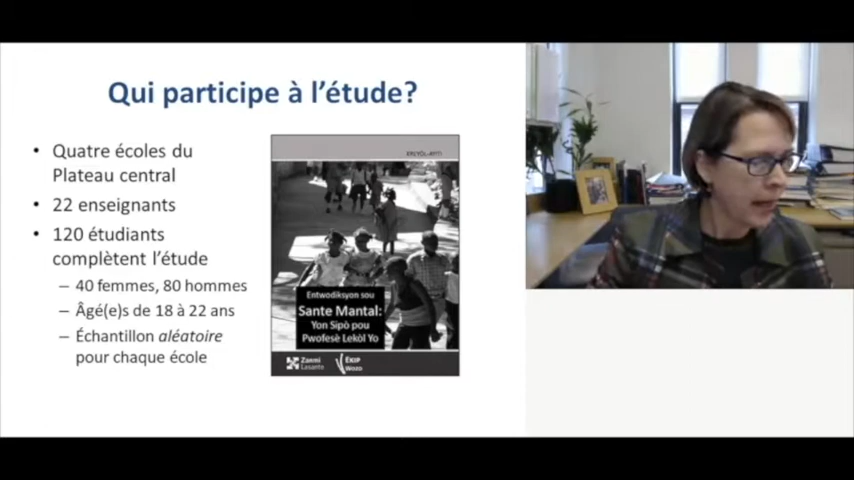 Qui participe à l'étude?
• Quatre écoles du
Plateau central
• 22 enseignants
• 120 étudiants
complètent l'étude
– 40 femmes, 80 hommes
– Âgé(e)s de 18 à 22 ans
– Échantillon aléatoire
pour chaque école
Entwodiksyon sou
Sante Mantal:
Yon Sipò pou
Pwofesè Lekòl Yo
Zanmi
Lasante
EKIP
Wozo